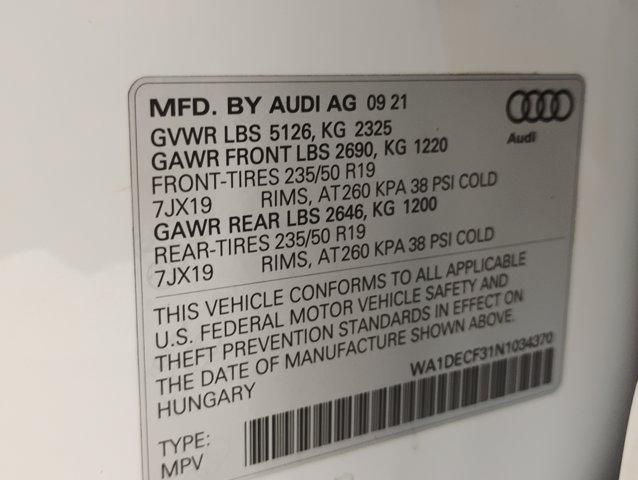 MFD. BY AUDI AG 09 21
Audi
GVWR LBS 5126, KG 2325
GAWR FRONT LBS 2690, KG 1220
FRONT-TIRES 235/50 R19
7JX19 RIMS, AT260 KPA 38 PSI COLD
GAWR REAR LBS 2646, KG 1200
REAR-TIRES 235/50 R19
7JX19 RIMS, AT260 KPA 38 PSI COLD
THIS VEHICLE CONFORMS TO ALL APPLICABLE
U.S. FEDERAL MOTOR VEHICLE SAFETY AND
THEFT PREVENTION STANDARDS IN EFFECT ON
THE DATE OF MANUFACTURE SHOWN ABOVE.
HUNGARY
WA1DECF31N1034370
TYPE:
MPV